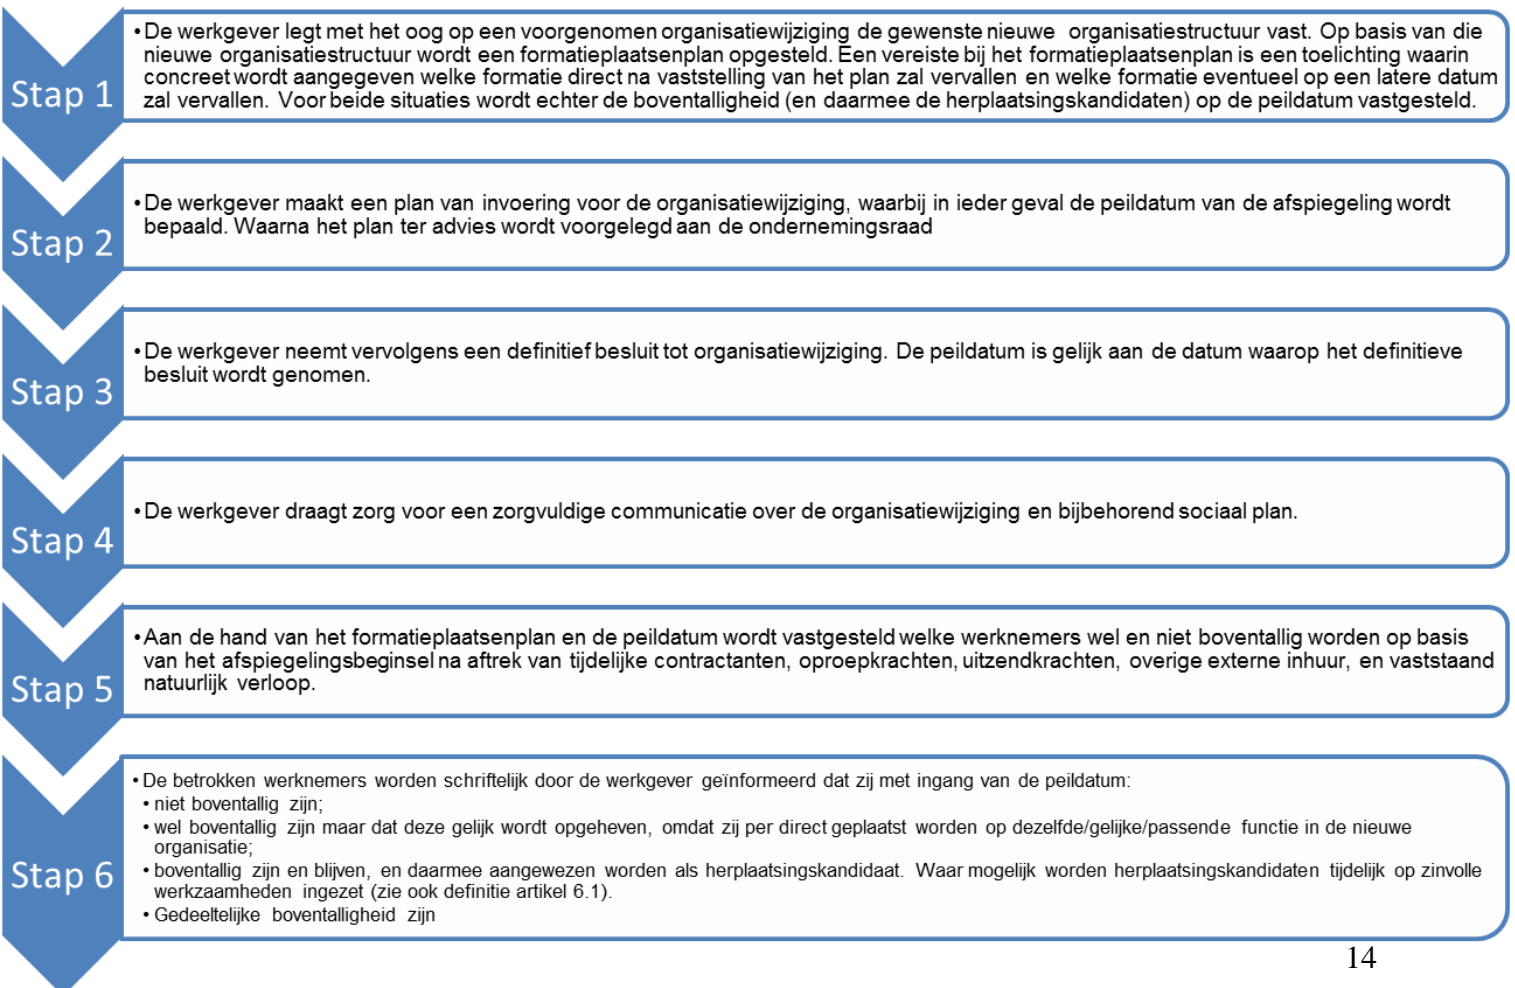 Stap 1
• De werkgever legt met het oog op een voorgenomen organisatiewijziging de gewenste nieuwe organisatiestructuur vast. Op basis van die
nieuwe organisatiestructuur wordt een formatieplaatsenplan opgesteld. Een vereiste bij het formatieplaatsenplan is een toelichting waarin
concreet wordt aangegeven welke formatie direct na vaststelling van het plan zal vervallen en welke formatie eventueel op een latere datum
zal vervallen. Voor beide situaties wordt echter de boventalligheid (en daarmee de herplaatsingskandidaten) op de peildatum vastgesteld.
Stap 2
• De werkgever maakt een plan van invoering voor de organisatiewijziging, waarbij in ieder geval de peildatum van de afspiegeling wordt
bepaald. Waarna het plan ter advies wordt voorgelegd aan de ondernemingsraad
Stap 3
• De werkgever neemt vervolgens een definitief besluit tot organisatiewijziging. De peildatum is gelijk aan de datum waarop het definitieve
besluit wordt genomen.
Stap 4
• De werkgever draagt zorg voor een zorgvuldige communicatie over de organisatiewijziging en bijbehorend sociaal plan.
Stap 5
• Aan de hand van het formatieplaatsenplan en de peildatum wordt vastgesteld welke werknemers wel en niet boventallig worden op basis
van het afspiegelingsbeginsel na aftrek van tijdelijke contractanten, oproepkrachten, uitzendkrachten, overige externe inhuur, en vaststaand
natuurlijk verloop.
Stap 6
• De betrokken werknemers worden schriftelijk door de werkgever geïnformeerd dat zij met ingang van de peildatum:
• niet boventallig zijn;
• wel boventallig zijn maar dat deze gelijk wordt opgeheven, omdat zij per direct geplaatst worden op dezelfde/gelijke/passende functie in de nieuwe
organisatie;
• boventallig zijn en blijven, en daarmee aangewezen worden als herplaatsingskandidaat. Waar mogelijk worden herplaatsingskandidaten tijdelijk op zinvolle
werkzaamheden ingezet (zie ook definitie artikel 6.1).
• Gedeeltelijke boventalligheid zijn
14